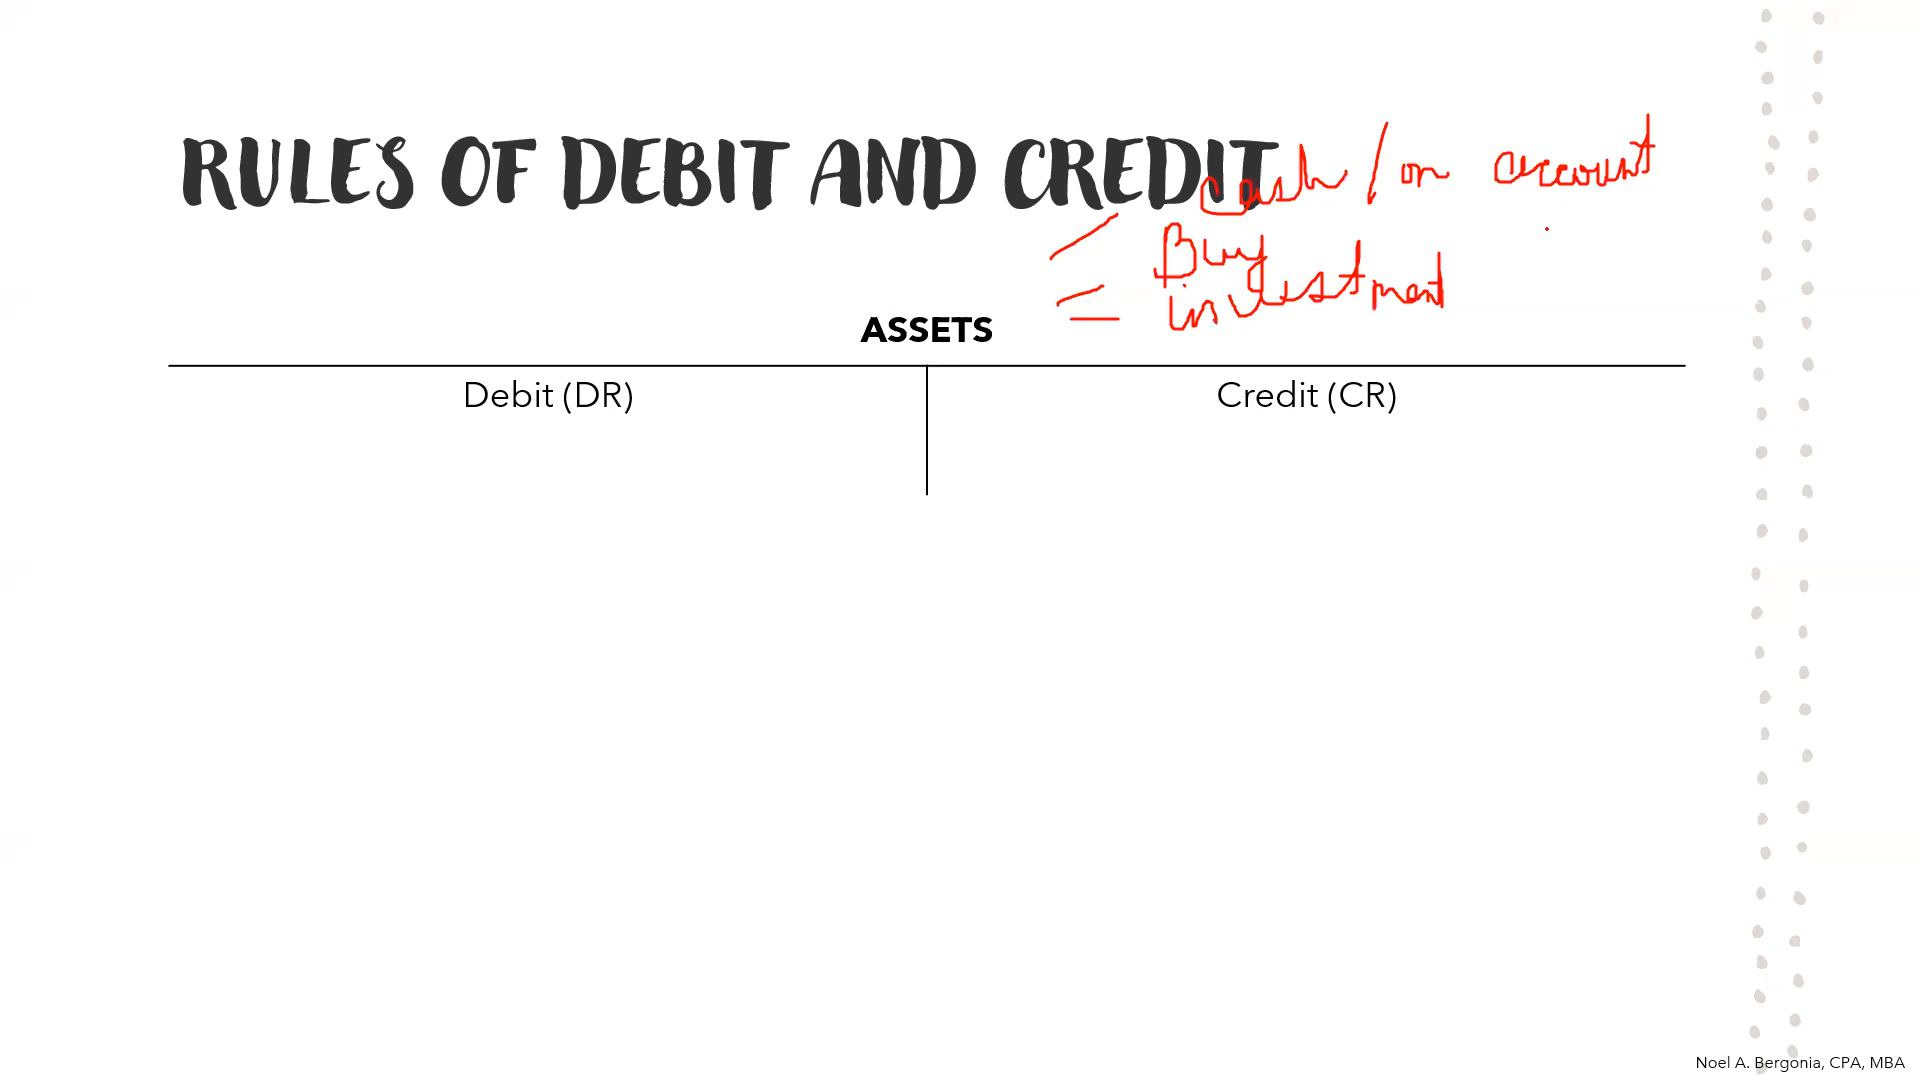 RULES OF DEBIT AND CREDIT
cash / on account
Buy
investment
ASSETS
Debit (DR)
Credit (CR)
Noel A. Bergonia, CPA, MBA